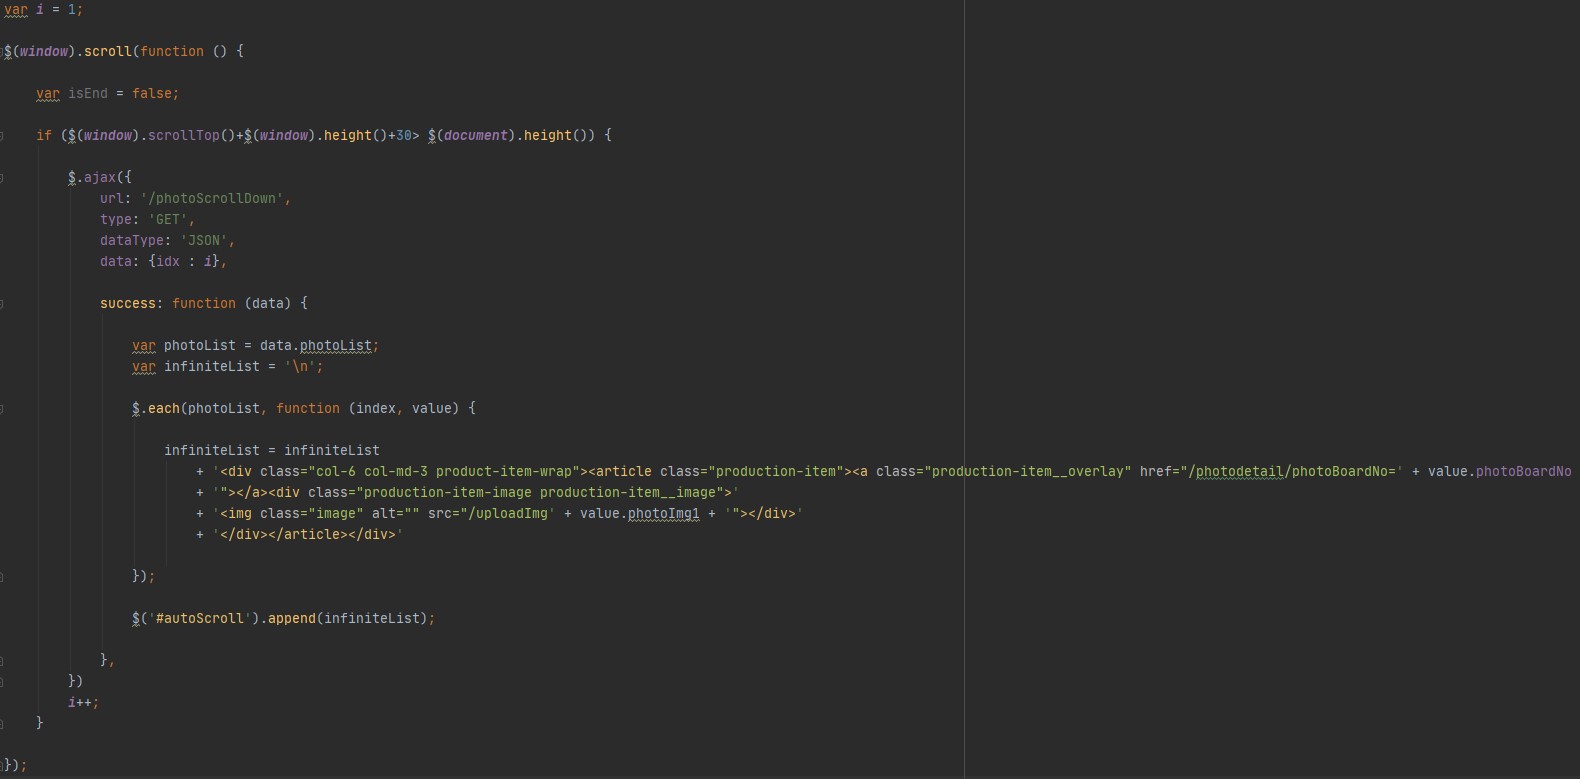 var i = 1;
$(window).scroll(function () {
var isEnd = false;
if ($(window).scrollTop()+$(window).height()+30> $(document).height()) {
$.ajax({
url: '/photoScrollDown',
type: 'GET',
dataType: 'JSON',
data: {idx : i},
success: function (data) {
var photoList = data.photoList;
var infiniteList = '\n';
$.each(photoList, function (index, value) {
infiniteList = infiniteList
+ '<div class="col-6 col-md-3 product-item-wrap"><article class="production-item"><a class="production-item__overlay" href="/photodetail/photoBoardNo=' + value.photoBoardNo
+ '"></a><div class="production-item-image production-item__image">'
+ '<img class="image" alt="" src="/uploadImg' + value.photoImg1 + '"></div>'
+ '</div></article></div>'
});
$('#autoScroll').append(infiniteList);
},
})
i++;
}
});